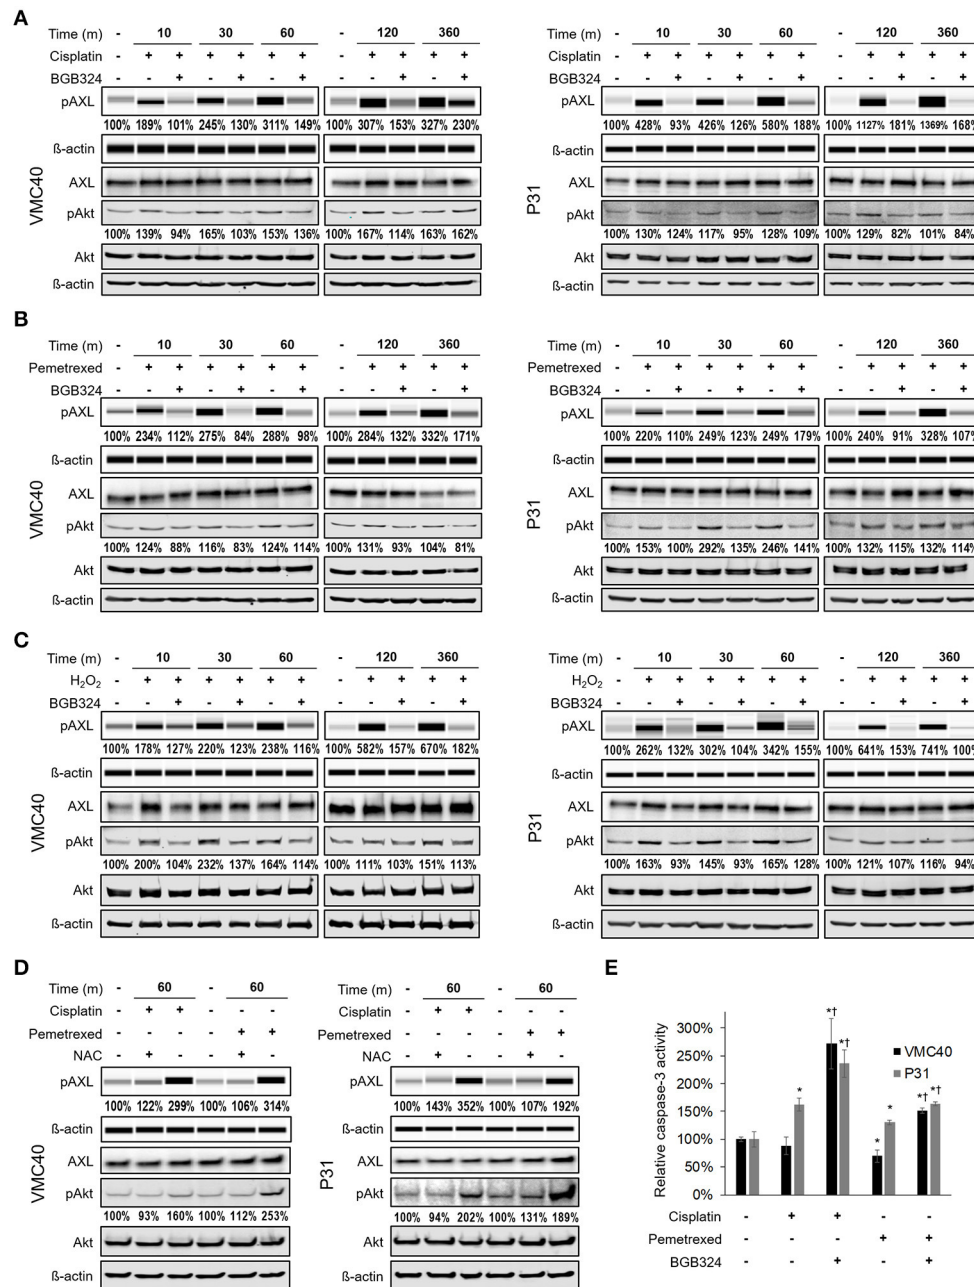 A
Time (m) - 10 30 60 - 120 360 Time (m) - 10 30 60 - 120 360
Cisplatin - + + + + + + - + + + + Cisplatin - + + + + + + - + + + +
BGB324 - - + - + - + - - + - + BGB324 - - + - + - + - - + - +
pAXL pAXL
100% 189% 101% 245% 130% 311% 149% 100% 307% 153% 327% 230% 100% 428% 93% 426% 126% 580% 188% 100% 1127% 181% 1369% 168%
ß-actin ß-actin
VMC40 AXL P31 AXL
pAkt pAkt
100% 139% 94% 165% 103% 153% 136% 100% 167% 114% 163% 162% 100% 130% 124% 117% 95% 128% 109% 100% 129% 82% 101% 84%
Akt Akt
ß-actin ß-actin
B
Time (m) - 10 30 60 - 120 360 Time (m) - 10 30 60 - 120 360
Pemetrexed - + + + + + + - + + + + Pemetrexed - + + + + + + - + + + +
BGB324 - - + - + - + - - + - + BGB324 - - + - + - + - - + - +
pAXL pAXL
100% 234% 112% 275% 84% 288% 98% 100% 284% 132% 332% 171% 100% 220% 110% 249% 123% 249% 179% 100% 240% 91% 328% 107%
ß-actin ß-actin
VMC40 AXL P31 AXL
pAkt pAkt
100% 124% 88% 116% 83% 124% 114% 100% 131% 93% 104% 81% 100% 153% 100% 292% 135% 246% 141% 100% 132% 115% 132% 114%
Akt Akt
ß-actin ß-actin
C
Time (m) - 10 30 60 - 120 360 Time (m) - 10 30 60 - 120 360
H₂O₂ - + + + + + + - + + + + H₂O₂ - + + + + + + - + + + +
BGB324 - - + - + - + - - + - + BGB324 - - + - + - + - - + - +
pAXL pAXL
100% 178% 127% 220% 123% 238% 116% 100% 582% 157% 670% 182% 100% 262% 132% 302% 104% 342% 155% 100% 641% 153% 741% 100%
ß-actin ß-actin
VMC40 AXL P31 AXL
pAkt pAkt
100% 200% 104% 232% 137% 164% 114% 100% 111% 103% 151% 113% 100% 163% 93% 145% 93% 165% 128% 100% 121% 107% 116% 94%
Akt Akt
ß-actin ß-actin
D
Time (m) - 60 - 60 Time (m) - 60 - 60
Cisplatin - + + - - - Cisplatin - + + - - -
Pemetrexed - - - - + + Pemetrexed - - - - + +
NAC - + - - + - NAC - + - - + -
pAXL pAXL
100% 122% 299% 100% 106% 314% 100% 143% 352% 100% 107% 192%
ß-actin ß-actin
VMC40 AXL P31 AXL
pAkt pAkt
100% 93% 160% 100% 112% 253% 100% 94% 202% 100% 131% 189%
Akt Akt
ß-actin ß-actin
E
Relative caspase-3 activity
300%
250%
200%
150%
100%
50%
0%
VMC40
P31
* *† *† * * *† *†
Cisplatin - + + - -
Pemetrexed - - - + +
BGB324 - - + - +